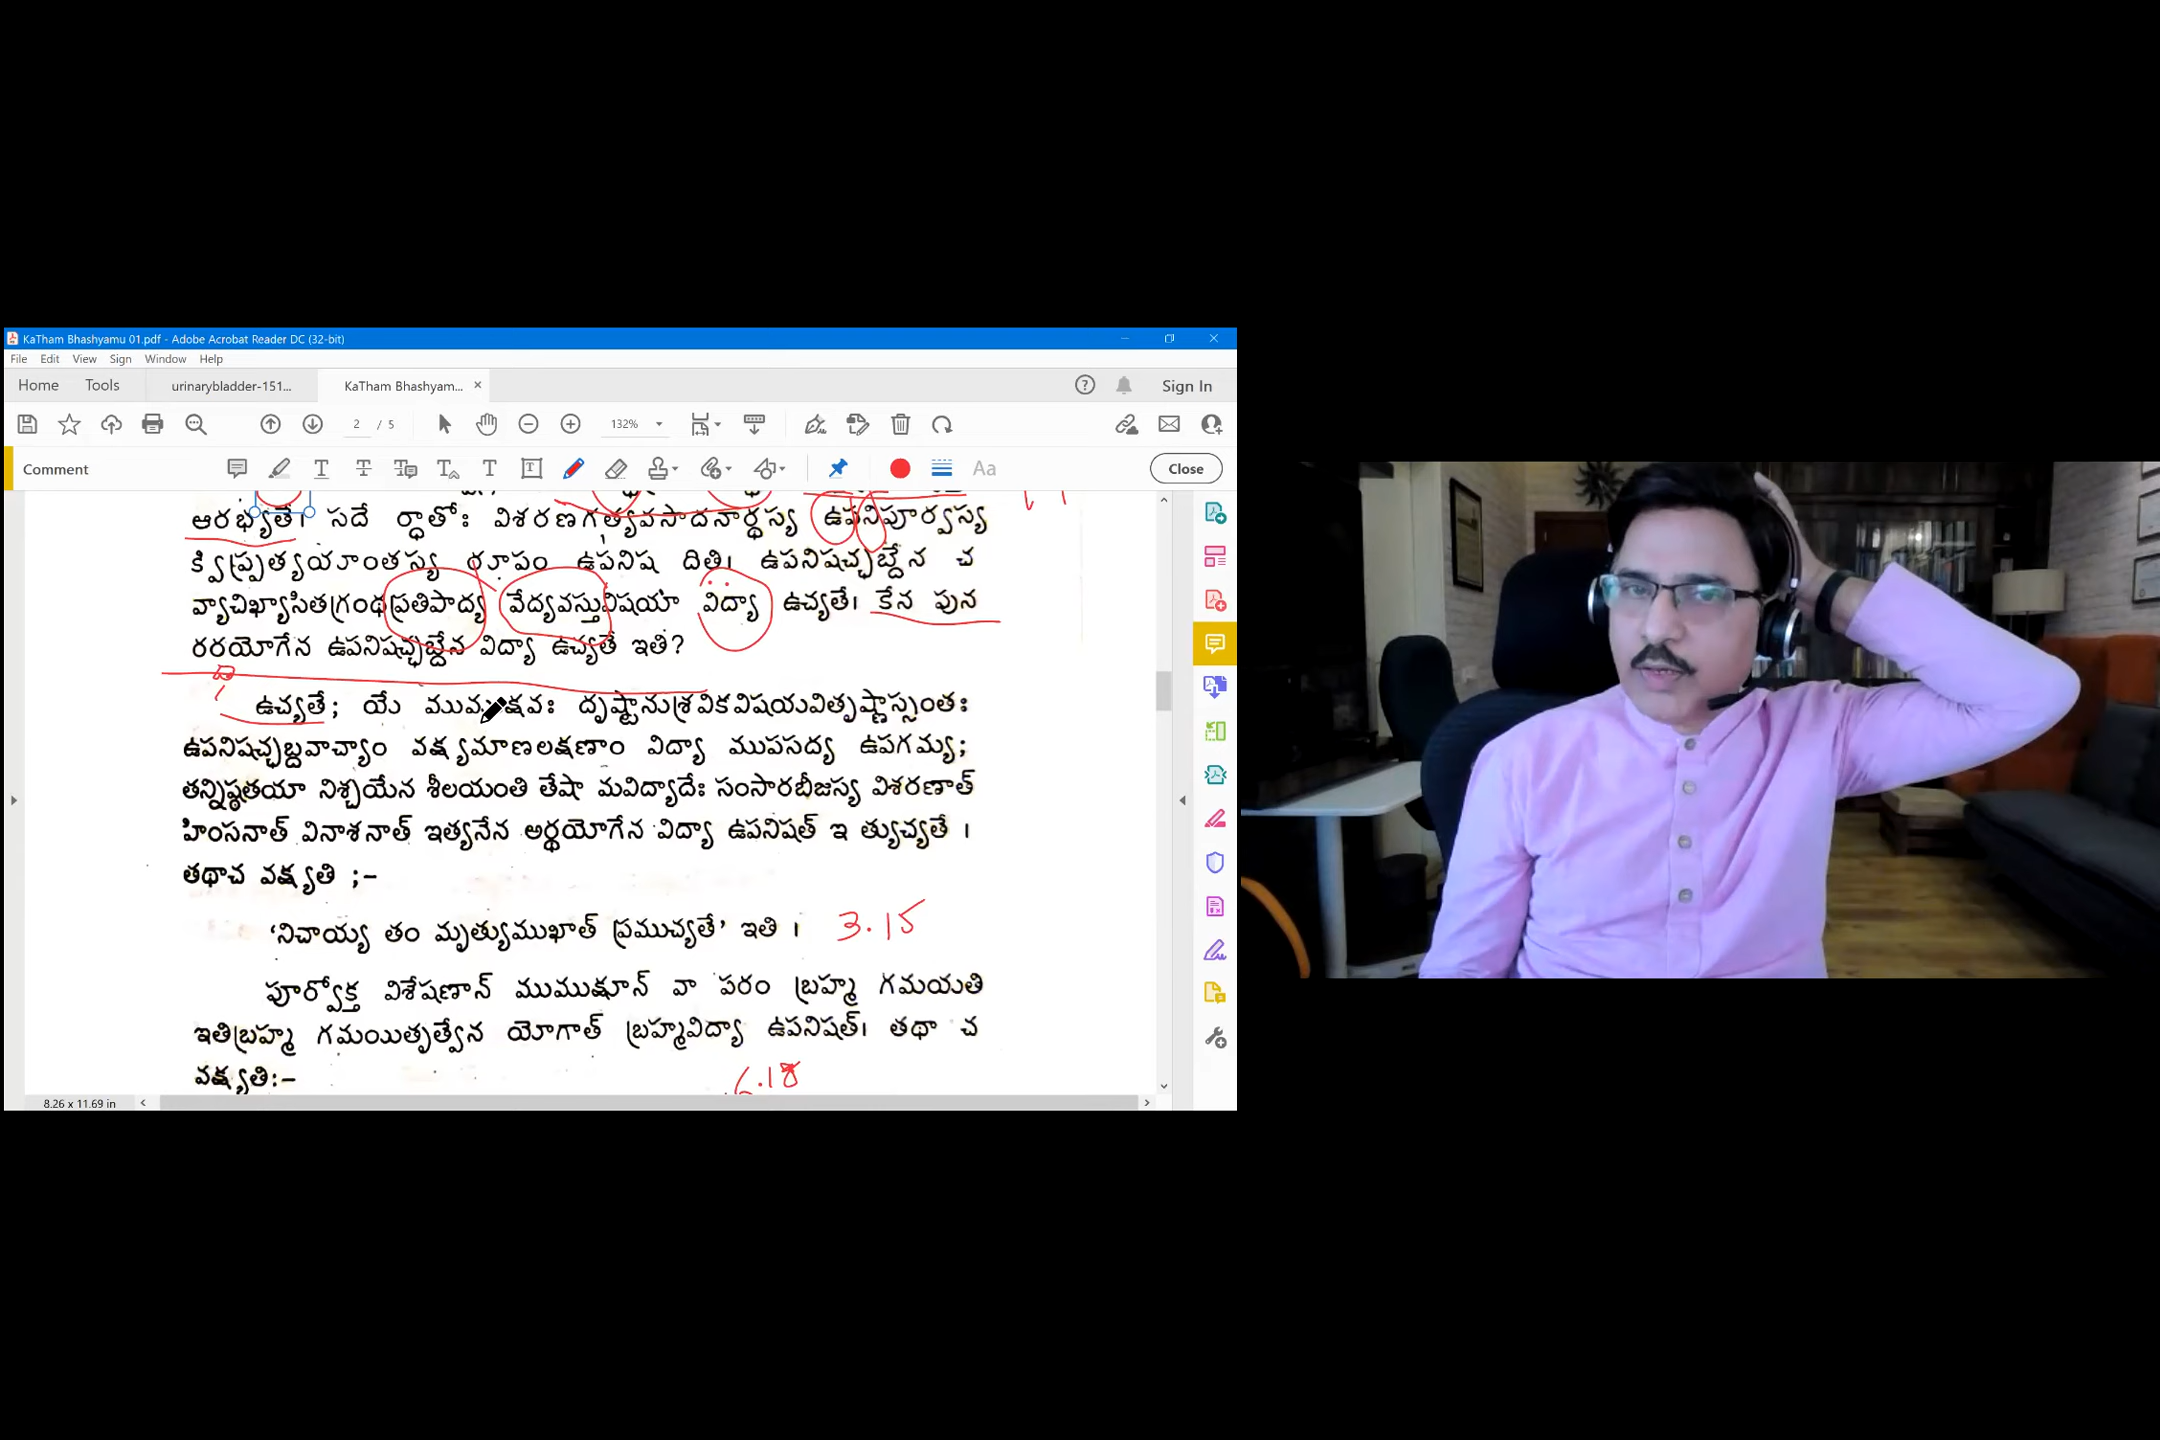 KaTham Bhashyamu 01.pdf - Adobe Acrobat Reader DC (32-bit)
File Edit View Sign Window Help
Home Tools urinarybladder-151... KaTham Bhashyam... × Sign In
2 / 5 132%
Comment Close
ఆరభ్యతే। సదే ర్ధాతోః విశరణగత్యవసాదనార్థస్య ఉపనిపూర్వస్య
క్విప్ప్రత్యయాంతస్య రూపం ఉపనిష దితి। ఉపనిషచ్ఛబ్దేన చ
వ్యాచిఖ్యాసితగ్రంథప్రతిపాద్య వేద్యవస్తువిషయా విద్యా ఉచ్యతే। కేన పున
రరయోగేన ఉపనిషచ్ఛబ్దేన విద్యా ఉచ్యతే ఇతి?
ఉచ్యతే; యే ముముక్షవః దృష్టానుశ్రవికవిషయవితృష్ణాస్సంతః
ఉపనిషచ్ఛబ్దవాచ్యాం వక్ష్యమాణలక్షణాం విద్యా ముపసద్య ఉపగమ్య;
తన్నిష్ఠతయా నిశ్చయేన శీలయంతి తేషా మవిద్యాదేః సంసారబీజస్య విశరణాత్
హింసనాత్ వినాశనాత్ ఇత్యనేన అర్థయోగేన విద్యా ఉపనిషత్ ఇ త్యుచ్యతే ।
తథాచ వక్ష్యతి ;–
‘నిచాయ్య తం మృత్యుముఖాత్ ప్రముచ్యతే’ ఇతి । 3.15
పూర్వోక్త విశేషణాన్ ముముక్షూన్ వా పరం బ్రహ్మ గమయతి
ఇతిబ్రహ్మ గమయితృత్వేన యోగాత్ బ్రహ్మవిద్యా ఉపనిషత్। తథా చ
వక్ష్యతి:– 6.18
8.26 x 11.69 in